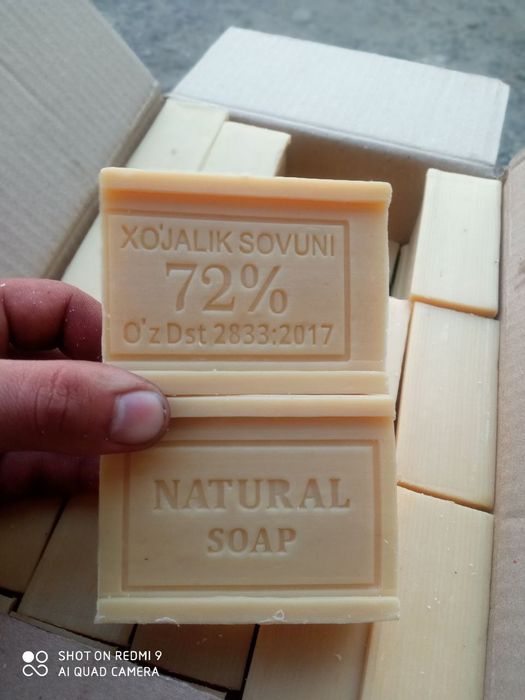 XO'JALIK SOVUNI
72%
O'z Dst 2833:2017
NATURAL
SOAP
SHOT ON REDMI 9
AI QUAD CAMERA